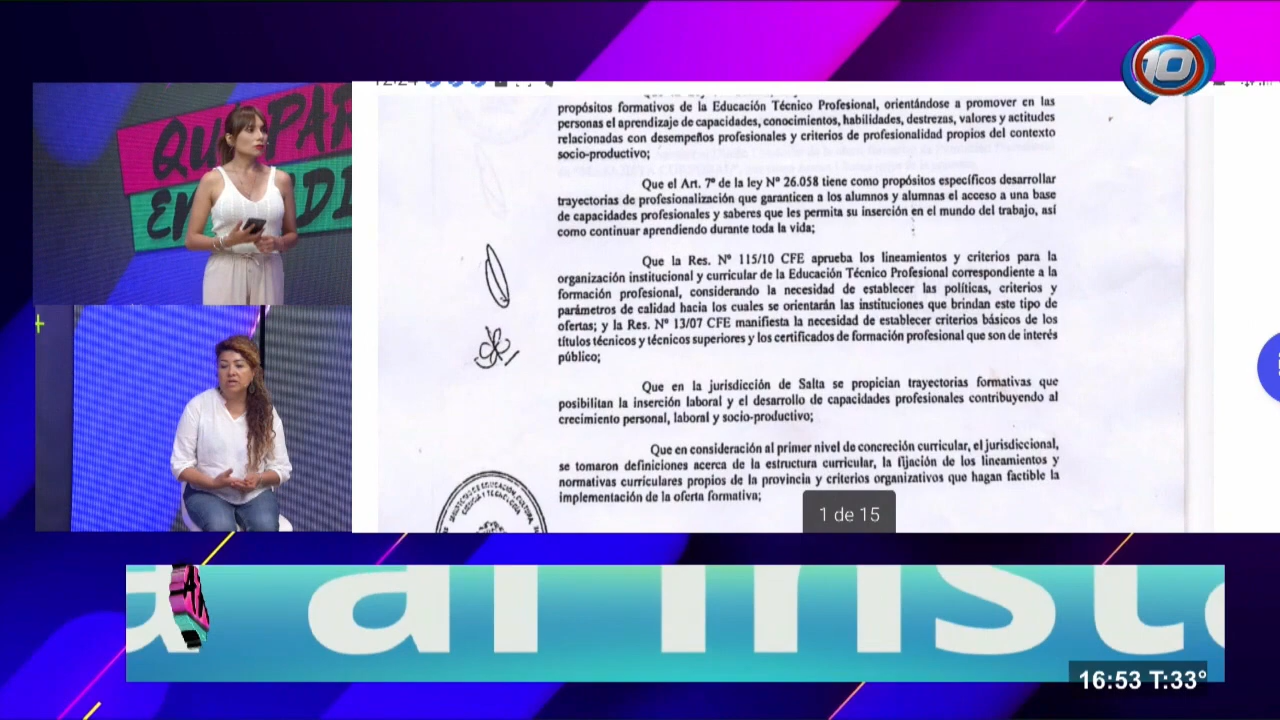 10
12:24
propósitos formativos de la Educación Técnico Profesional, orientándose a promover en las
personas el aprendizaje de capacidades, conocimientos, habilidades, destrezas, valores y actitudes
relacionadas con desempeños profesionales y criterios de profesionalidad propios del contexto
socio-productivo;
Que el Art. 7º de la ley Nº 26.058 tiene como propósitos específicos desarrollar
trayectorias de profesionalización que garanticen a los alumnos y alumnas el acceso a una base
de capacidades profesionales y saberes que les permita su inserción en el mundo del trabajo, así
como continuar aprendiendo durante toda la vida;
Que la Res. Nº 115/10 CFE aprueba los lineamientos y criterios para la
organización institucional y curricular de la Educación Técnico Profesional correspondiente a la
formación profesional, considerando la necesidad de establecer las políticas, criterios y
parámetros de calidad hacia los cuales se orientarán las instituciones que brindan este tipo de
ofertas; y la Res. Nº 13/07 CFE manifiesta la necesidad de establecer criterios básicos de los
títulos técnicos y técnicos superiores y los certificados de formación profesional que son de interés
público;
Que en la jurisdicción de Salta se propician trayectorias formativas que
posibilitan la inserción laboral y el desarrollo de capacidades profesionales contribuyendo al
crecimiento personal, laboral y socio-productivo;
Que en consideración al primer nivel de concreción curricular, el jurisdiccional,
se tomaron definiciones acerca de la estructura curricular, la fijación de los lineamientos y
normativas curriculares propios de la provincia y criterios organizativos que hagan factible la
implementación de la oferta formativa;
MINISTERIO DE EDUCACIÓN, CULTURA,
CIENCIA Y TECNOLOGÍA
1 de 15
a al inst
16:53 T:33º